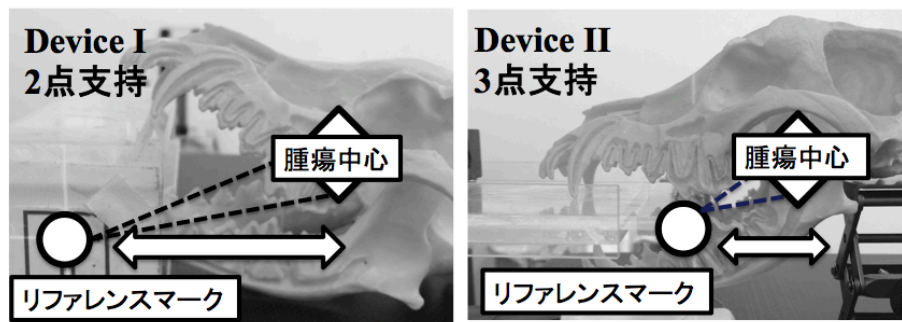 Device I
2点支持
腫瘍中心
リファレンスマーク
Device II
3点支持
腫瘍中心
リファレンスマーク